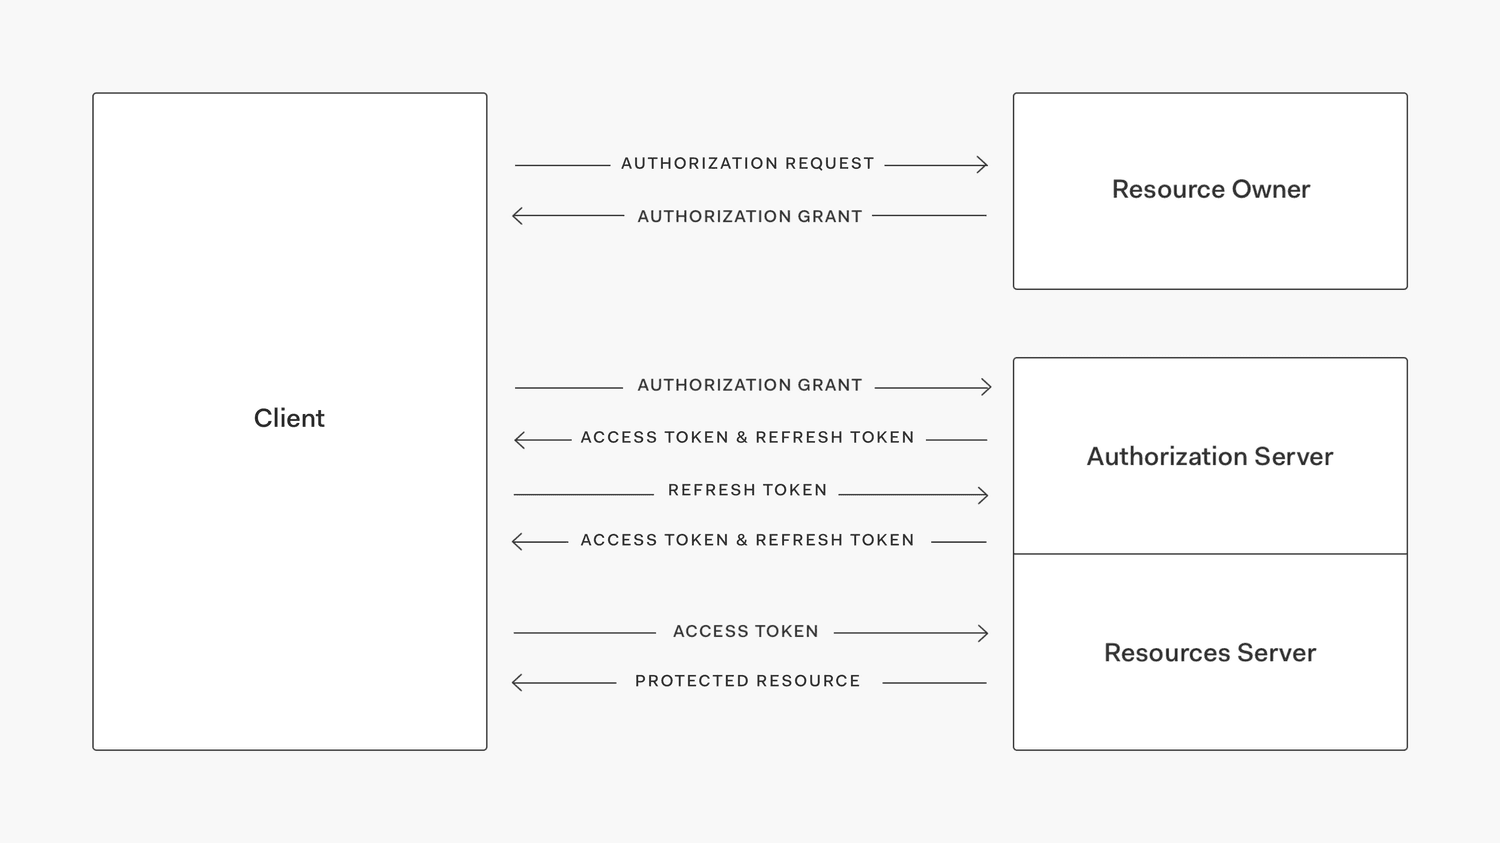 Client
AUTHORIZATION REQUEST
AUTHORIZATION GRANT
Resource Owner
AUTHORIZATION GRANT
ACCESS TOKEN & REFRESH TOKEN
REFRESH TOKEN
ACCESS TOKEN & REFRESH TOKEN
Authorization Server
ACCESS TOKEN
PROTECTED RESOURCE
Resources Server